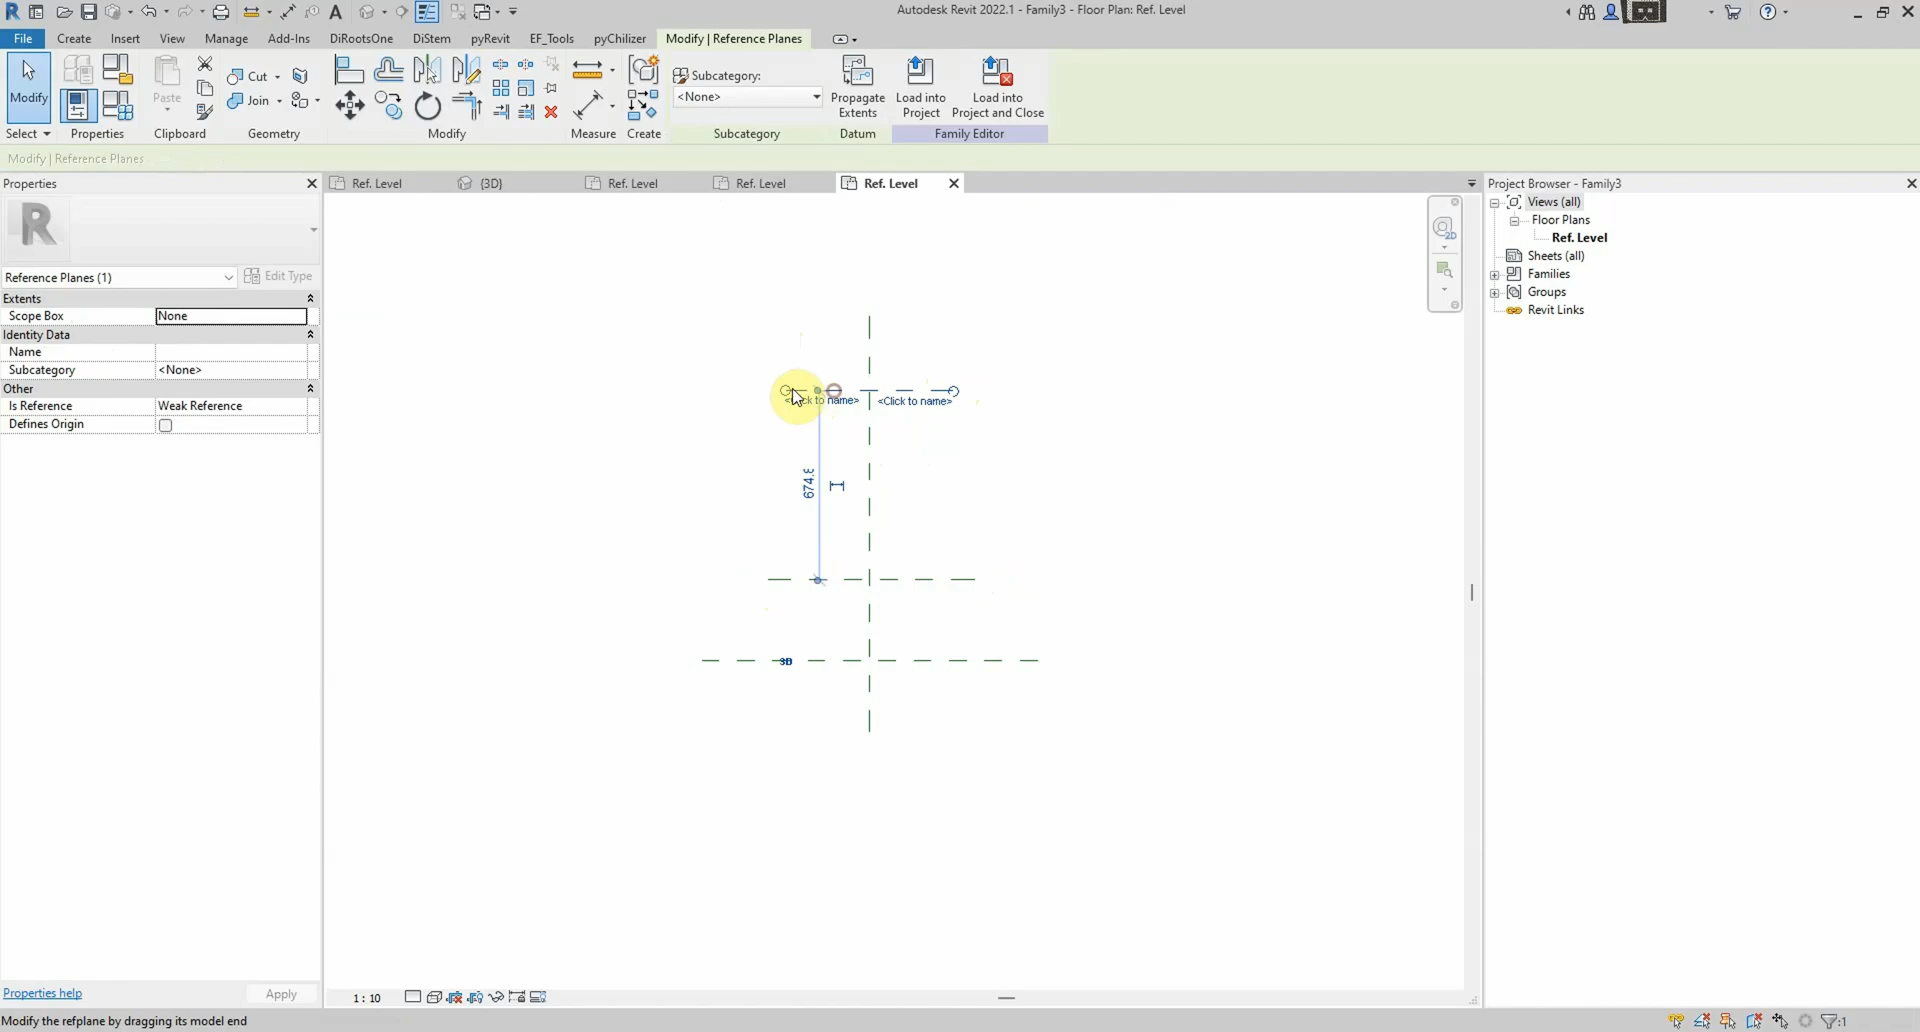 Autodesk Revit 2022.1 - Family3 - Floor Plan: Ref. Level
File Create Insert View Manage Add-Ins DiRootsOne DiStem pyRevit EF_Tools pyChilizer Modify | Reference Planes
Modify
Paste
Cut
Join
Subcategory:
<None>
Propagate Extents
Load into Project
Load into Project and Close
Select Properties Clipboard Geometry Modify Measure Create Subcategory Datum Family Editor
Modify | Reference Planes
Properties
Ref. Level {3D} Ref. Level Ref. Level Ref. Level
Project Browser - Family3
Views (all)
Floor Plans
Ref. Level
Sheets (all)
Families
Groups
Revit Links
2D
Reference Planes (1)
Edit Type
Extents
Scope Box None
Identity Data
Name
Subcategory <None>
Other
Is Reference Weak Reference
Defines Origin
to name> <Click to name>
3D
Properties help
Apply
1 : 10
Modify the refplane by dragging its model end
:1